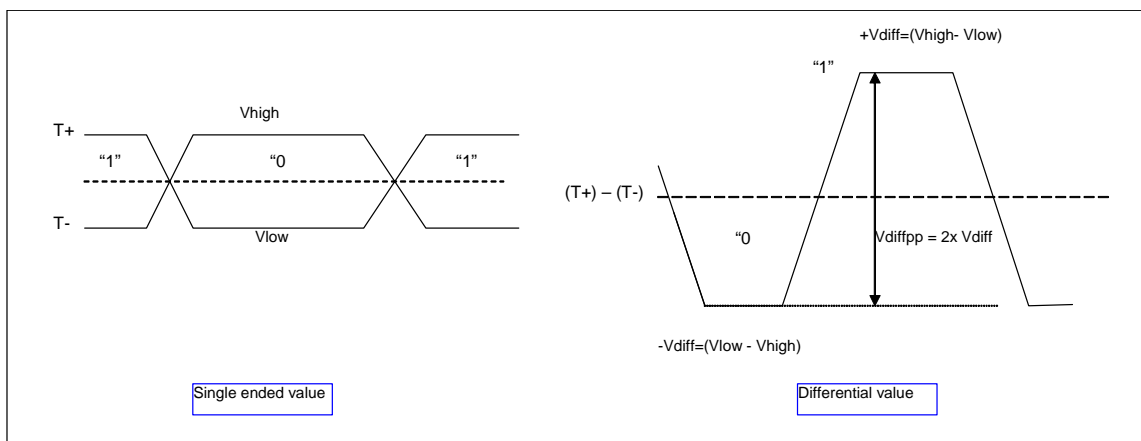 Vhigh
T+
“1”
“0
“1”
T-
Vlow
Single ended value
+Vdiff=(Vhigh- Vlow)
“1”
(T+) – (T-)
“0
Vdiffpp = 2x Vdiff
-Vdiff=(Vlow - Vhigh)
Differential value